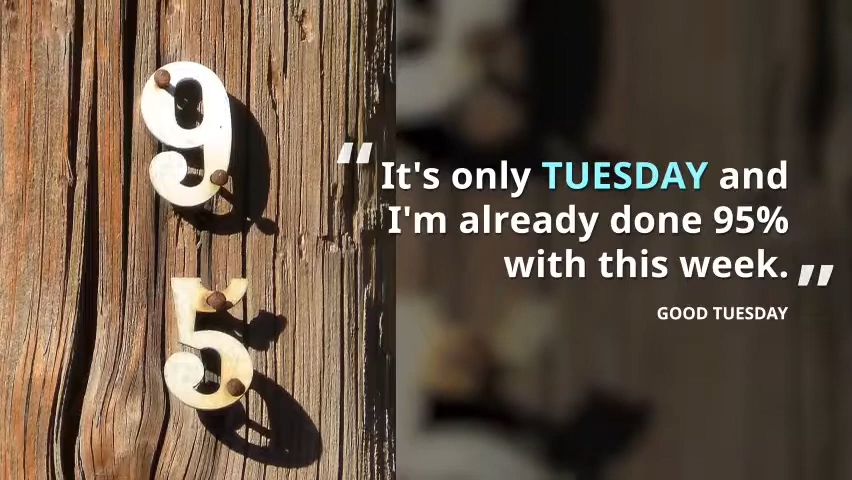 9
5
" It's only TUESDAY and
I'm already done 95%
with this week. "
GOOD TUESDAY